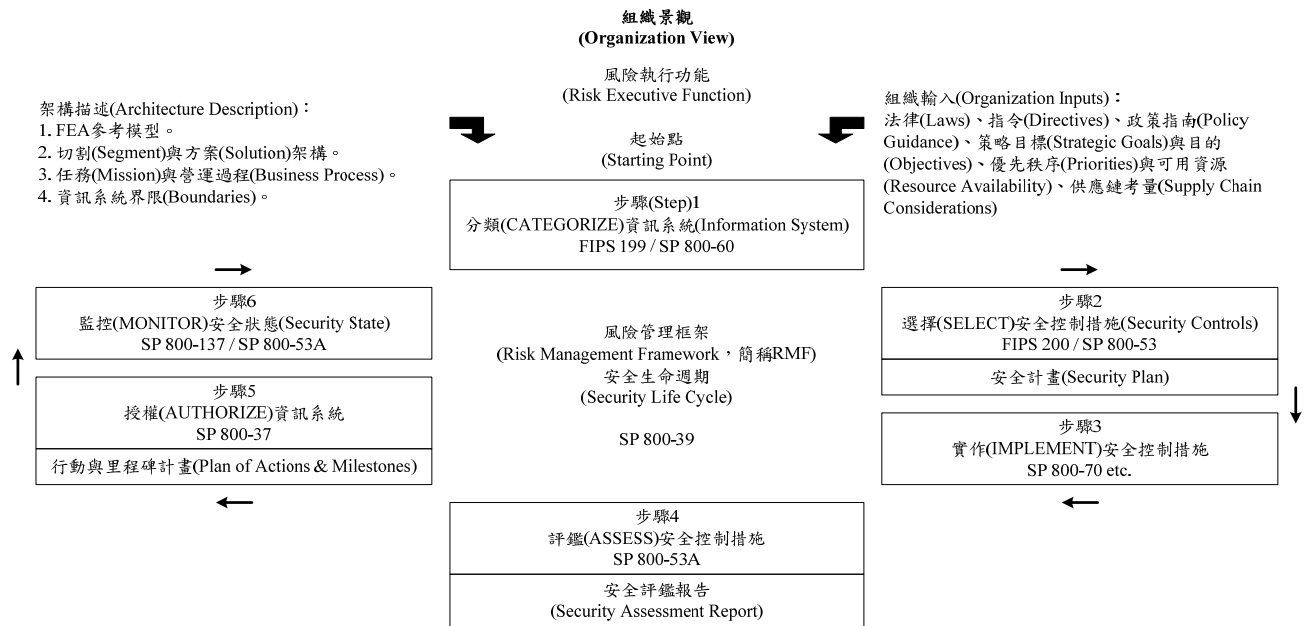 組織景觀
(Organization View)
風險執行功能
(Risk Executive Function)
架構描述(Architecture Description)：
1. FEA參考模型。
2. 切割(Segment)與方案(Solution)架構。
3. 任務(Mission)與營運過程(Business Process)。
4. 資訊系統界限(Boundaries)。
起始點
(Starting Point)
組織輸入(Organization Inputs)：
法律(Laws)、指令(Directives)、政策指南(Policy
Guidance)、策略目標(Strategic Goals)與目的
(Objectives)、優先秩序(Priorities)與可用資源
(Resource Availability)、供應鏈考量(Supply Chain
Considerations)
步驟(Step)1
分類(CATEGORIZE)資訊系統(Information System)
FIPS 199 / SP 800-60
步驟6
監控(MONITOR)安全狀態(Security State)
SP 800-137 / SP 800-53A
風險管理框架
(Risk Management Framework，簡稱RMF)
安全生命週期
(Security Life Cycle)
SP 800-39
步驟2
選擇(SELECT)安全控制措施(Security Controls)
FIPS 200 / SP 800-53
安全計畫(Security Plan)
步驟5
授權(AUTHORIZE)資訊系統
SP 800-37
行動與里程碑計畫(Plan of Actions & Milestones)
步驟3
實作(IMPLEMENT)安全控制措施
SP 800-70 etc.
步驟4
評鑑(ASSESS)安全控制措施
SP 800-53A
安全評鑑報告
(Security Assessment Report)